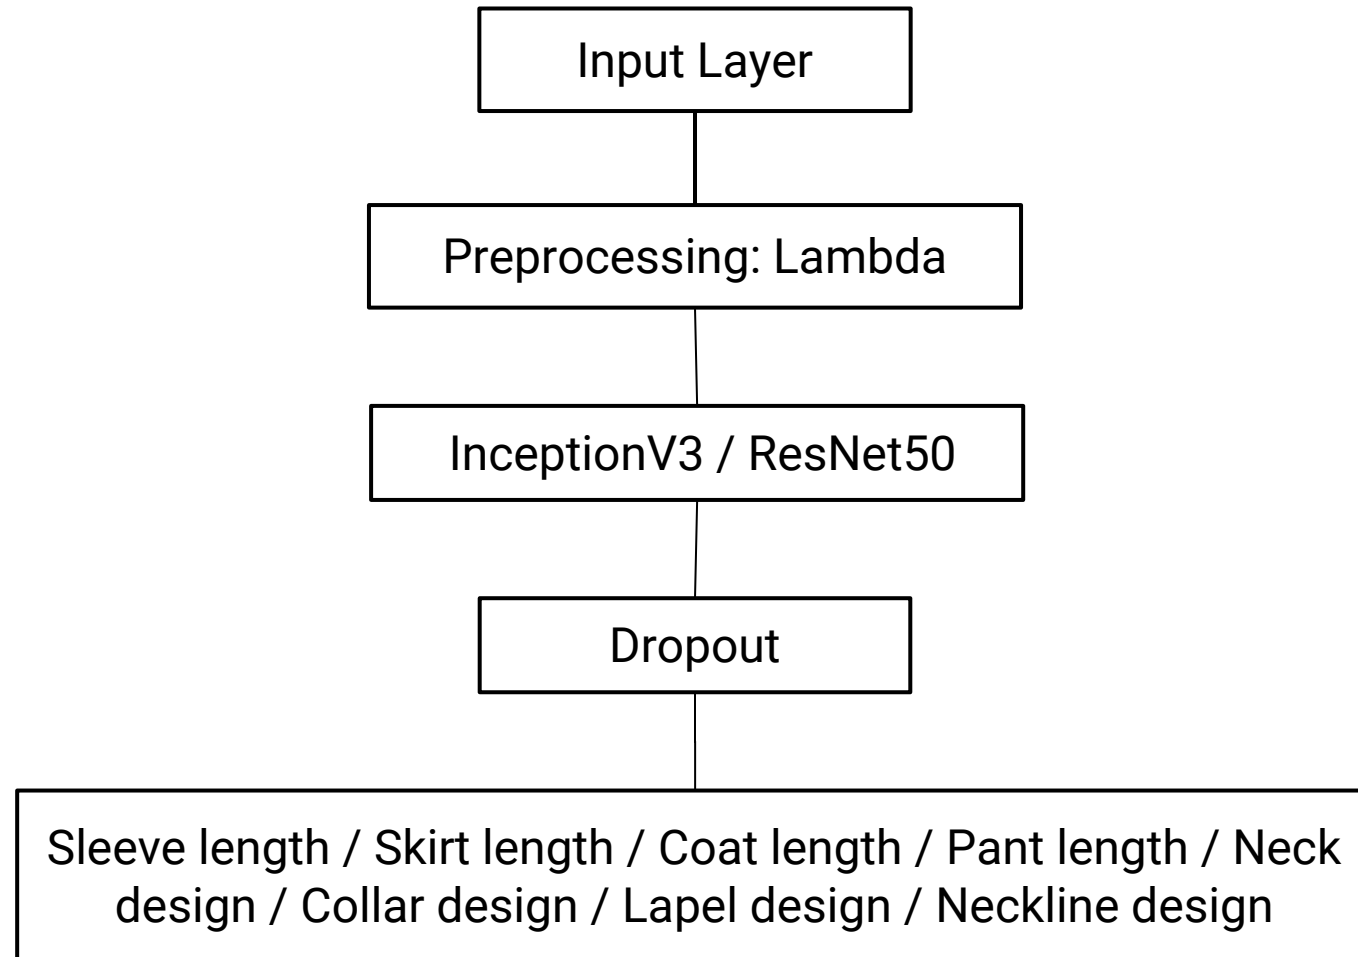 Input Layer
Preprocessing: Lambda
InceptionV3 / ResNet50
Dropout
Sleeve length / Skirt length / Coat length / Pant length / Neck
design / Collar design / Lapel design / Neckline design